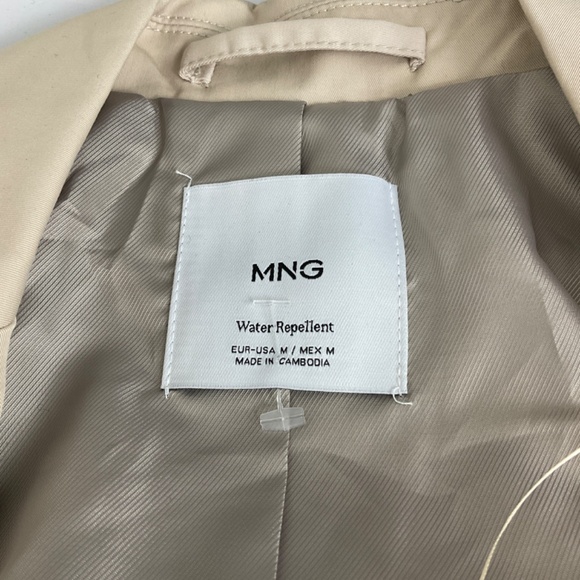 MNG
Water Repellent
EUR-USA M / MEX M
MADE IN CAMBODIA